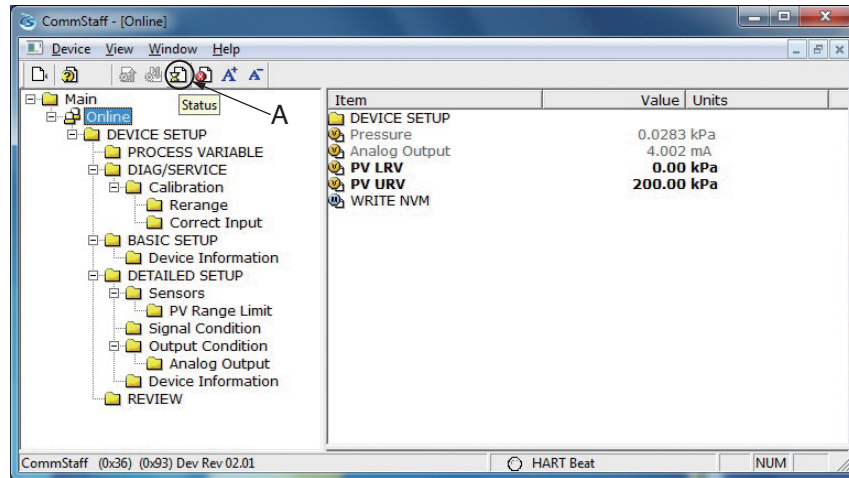 CommStaff - [Online]
Device View Window Help
A+ A-
Status
A
Main
Online
DEVICE SETUP
PROCESS VARIABLE
DIAG/SERVICE
Calibration
Rerange
Correct Input
BASIC SETUP
Device Information
DETAILED SETUP
Sensors
PV Range Limit
Signal Condition
Output Condition
Analog Output
Device Information
REVIEW
Item Value Units
DEVICE SETUP
Pressure 0.0283 kPa
Analog Output 4.002 mA
PV LRV 0.00 kPa
PV URV 200.00 kPa
WRITE NVM
CommStaff (0x36) (0x93) Dev Rev 02.01 HART Beat NUM